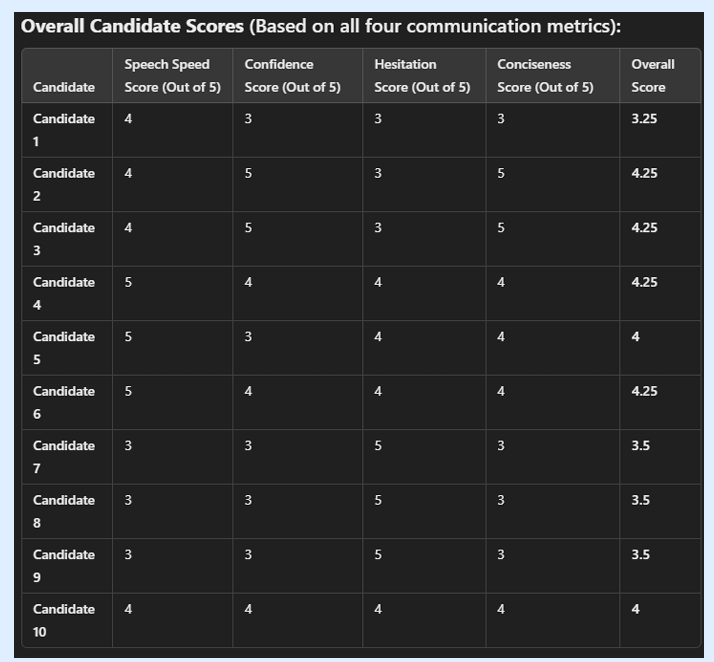 Overall Candidate Scores (Based on all four communication metrics):
Speech Speed Confidence Hesitation Conciseness Overall
Candidate Score (Out of 5) Score (Out of 5) Score (Out of 5) Score (Out of 5) Score
Candidate 4 3 3 3 3.25
1
Candidate 4 5 3 5 4.25
2
Candidate 4 5 3 5 4.25
3
Candidate 5 4 4 4 4.25
4
Candidate 5 3 4 4 4
5
Candidate 5 4 4 4 4.25
6
Candidate 3 3 5 3 3.5
7
Candidate 3 3 5 3 3.5
8
Candidate 3 3 5 3 3.5
9
Candidate 4 4 4 4 4
10